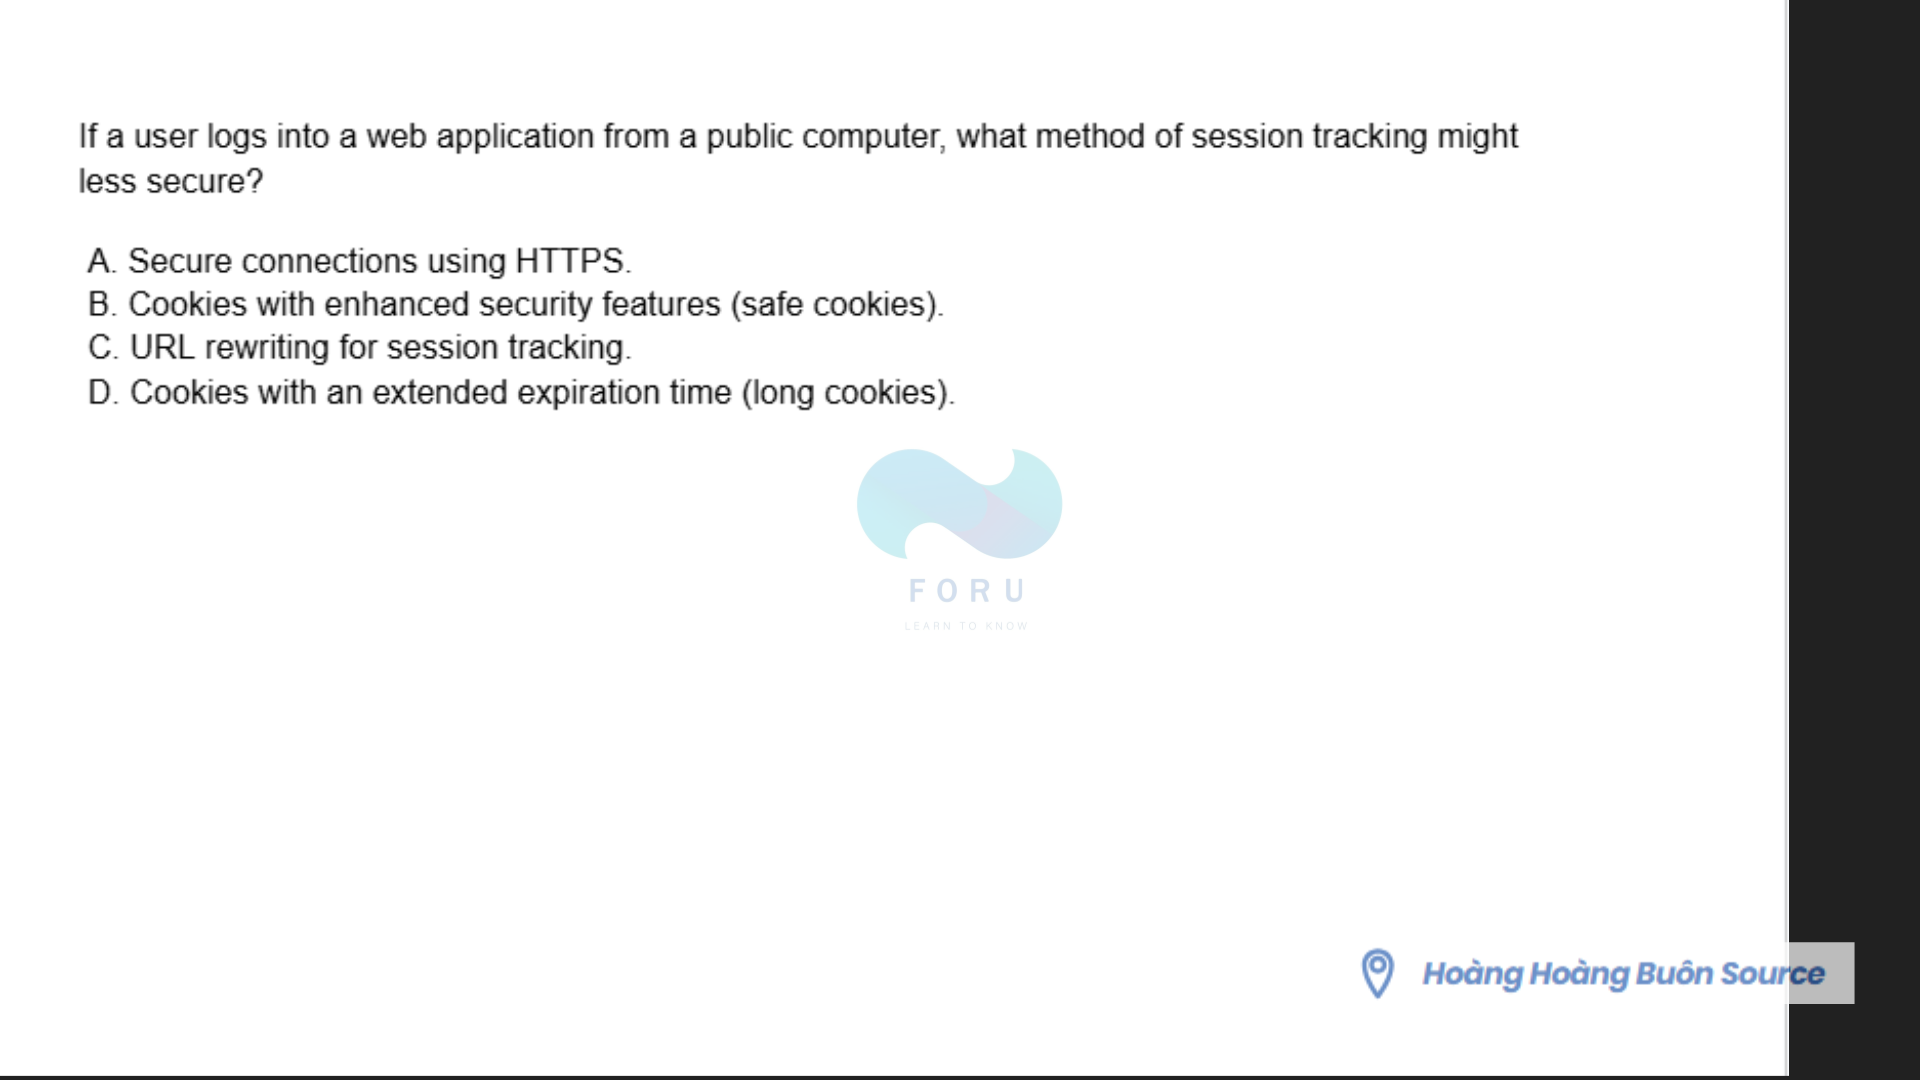 If a user logs into a web application from a public computer, what method of session tracking might
less secure?
A. Secure connections using HTTPS.
B. Cookies with enhanced security features (safe cookies).
C. URL rewriting for session tracking.
D. Cookies with an extended expiration time (long cookies).
FORU
LEARN TO KNOW
Hoàng Hoàng Buôn Source